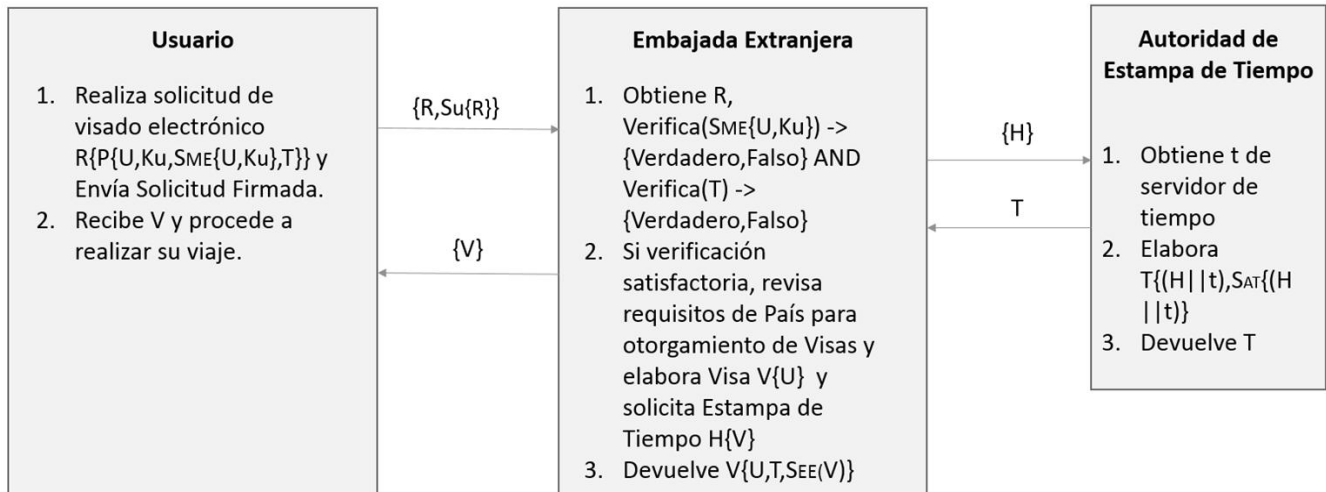 Usuario
1. Realiza solicitud de
visado electrónico
R{P{U,Ku,SME{U,Ku},T}} y
Envía Solicitud Firmada.
2. Recibe V y procede a
realizar su viaje.
{R,Su{R}}
{V}
Embajada Extranjera
1. Obtiene R,
Verifica(SME{U,Ku}) ->
{Verdadero,Falso} AND
Verifica(T) ->
{Verdadero,Falso}
2. Si verificación
satisfactoria, revisa
requisitos de País para
otorgamiento de Visas y
elabora Visa V{U} y
solicita Estampa de
Tiempo H{V}
3. Devuelve V{U,T,SEE(V)}
{H}
T
Autoridad de
Estampa de Tiempo
1. Obtiene t de
servidor de
tiempo
2. Elabora
T{(H||t),SAT{(H
||t)}
3. Devuelve T